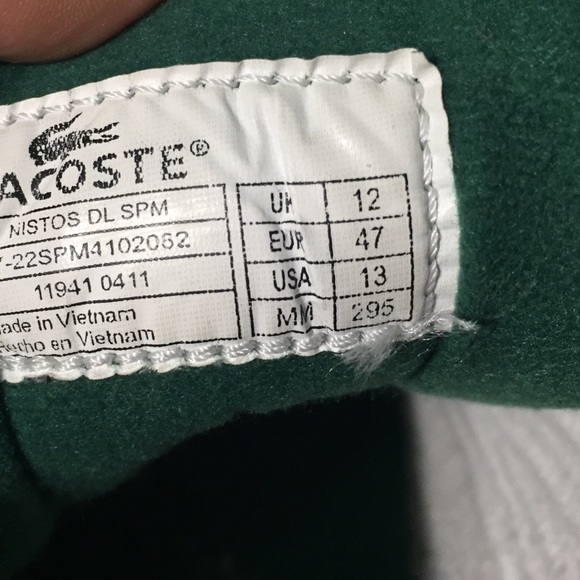 ACOSTE®
NISTOS DL SPM
-22SPM4102062
11941 0411
ade in Vietnam
echo en Vietnam
UK 12
EUR 47
USA 13
MM 295